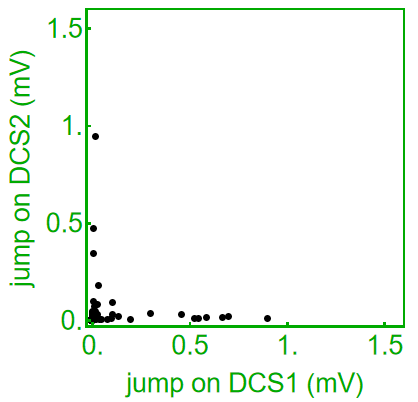 1.5
1.
0.5
0.
jump on DCS2 (mV)
0. 0.5 1. 1.5
jump on DCS1 (mV)